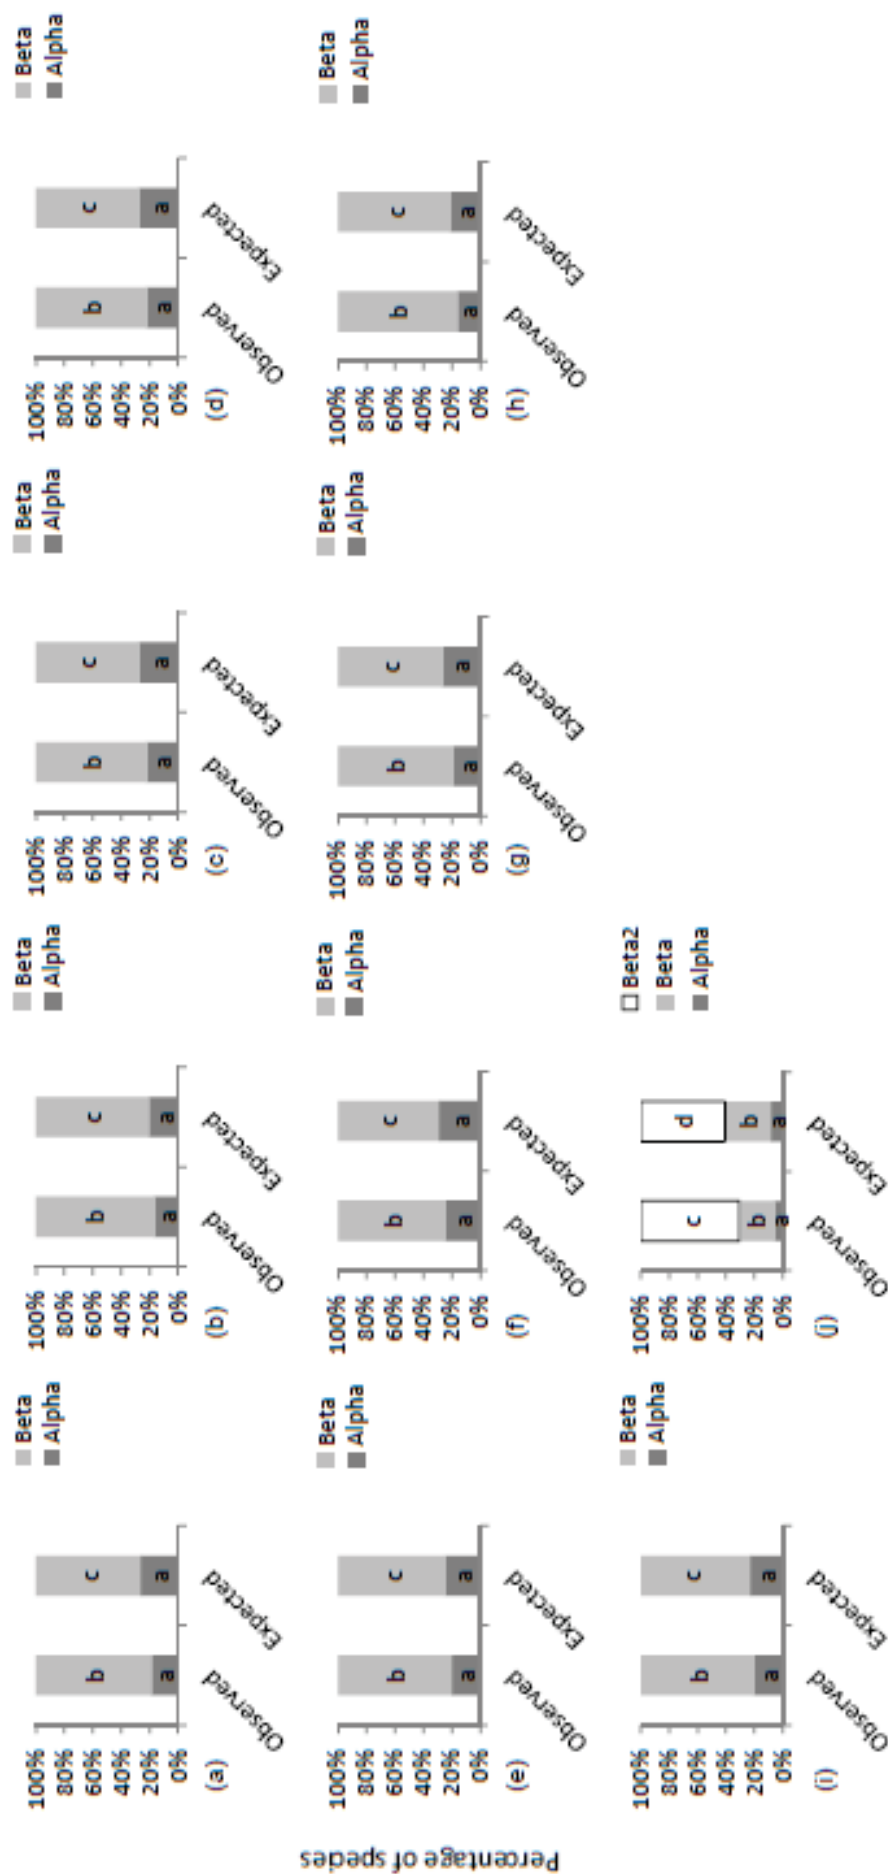 Percentage of species
100%
80%
60%
40%
20%
0%
b
a
c
a
Observed
Expected
Beta
Alpha
(a)
100%
80%
60%
40%
20%
0%
b
a
c
a
Observed
Expected
Beta
Alpha
(b)
100%
80%
60%
40%
20%
0%
b
a
c
a
Observed
Expected
Beta
Alpha
(c)
100%
80%
60%
40%
20%
0%
b
a
c
a
Observed
Expected
Beta
Alpha
(d)
100%
80%
60%
40%
20%
0%
b
a
c
a
Observed
Expected
Beta
Alpha
(e)
100%
80%
60%
40%
20%
0%
b
a
c
a
Observed
Expected
Beta
Alpha
(f)
100%
80%
60%
40%
20%
0%
b
a
c
a
Observed
Expected
Beta
Alpha
(g)
100%
80%
60%
40%
20%
0%
b
a
c
a
Observed
Expected
Beta
Alpha
(h)
100%
80%
60%
40%
20%
0%
b
a
c
a
Observed
Expected
Beta
Alpha
(i)
100%
80%
60%
40%
20%
0%
c
b
a
d
b
a
Observed
Expected
Beta2
Beta
Alpha
(j)